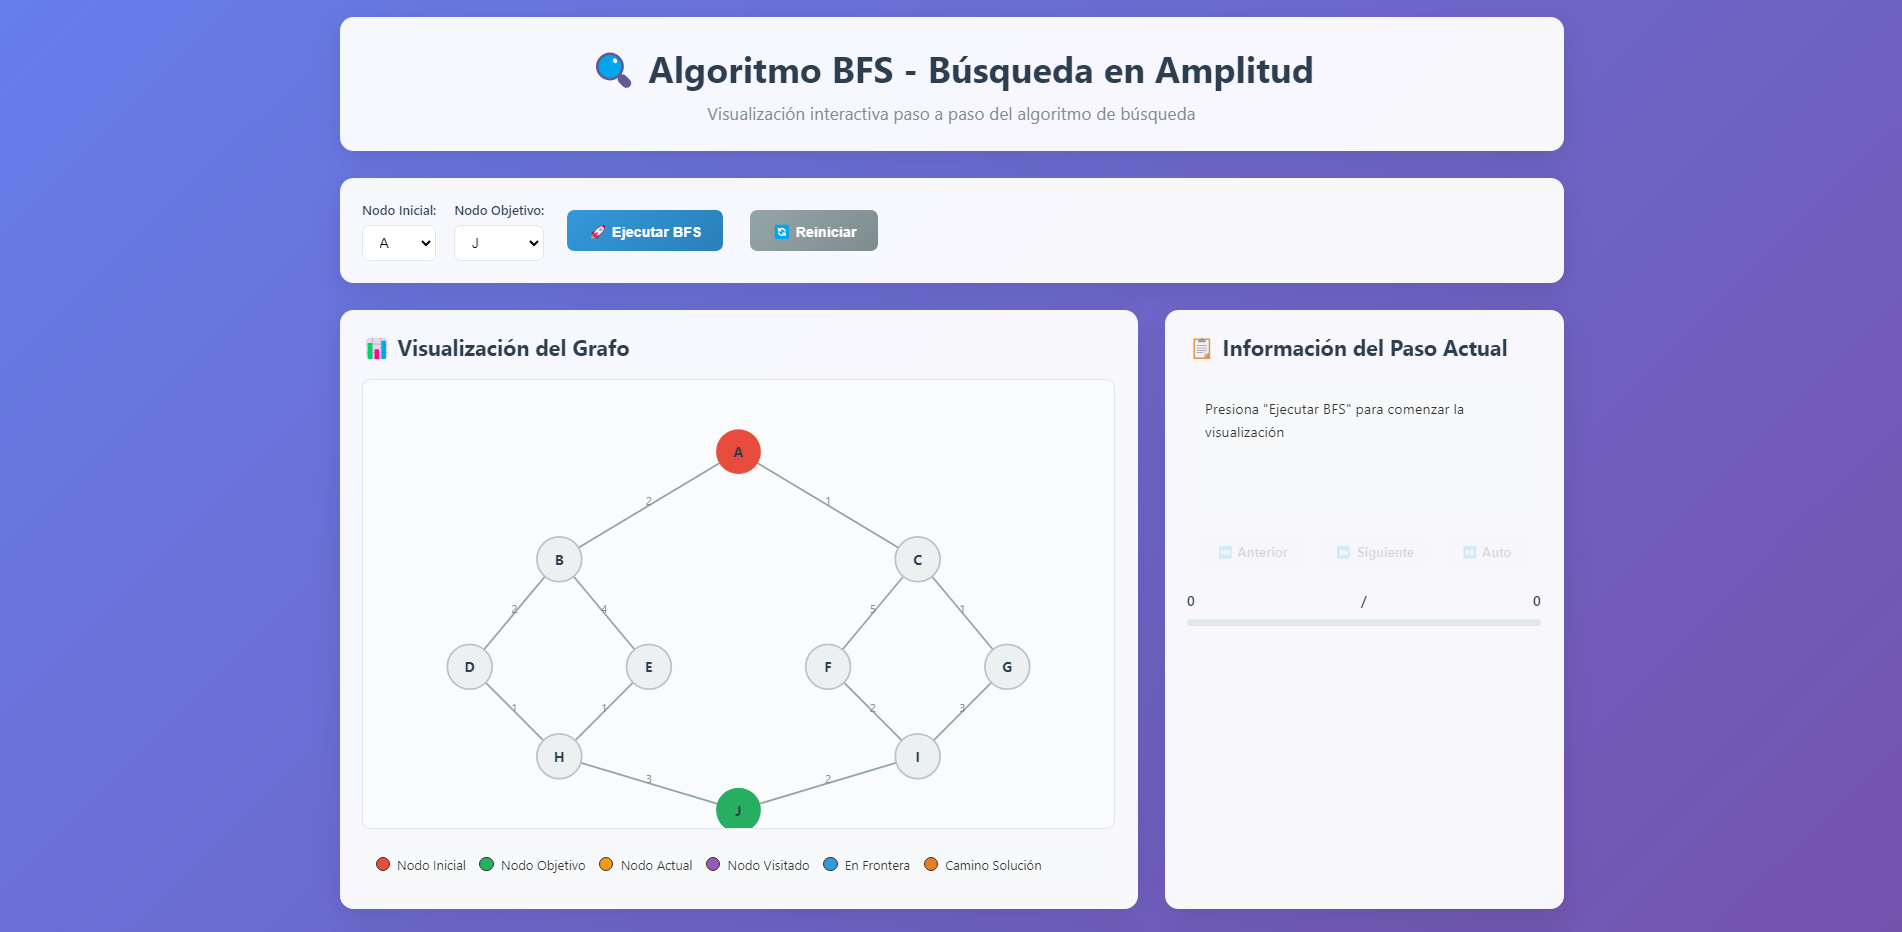 Algoritmo BFS - Búsqueda en Amplitud
Visualización interactiva paso a paso del algoritmo de búsqueda
Nodo Inicial:
Nodo Objetivo:
A
J
Ejecutar BFS
Reiniciar
Visualización del Grafo
A
2
1
B
C
2
4
5
1
D
E
F
G
1
1
2
3
H
I
3
2
J
Nodo Inicial
Nodo Objetivo
Nodo Actual
Nodo Visitado
En Frontera
Camino Solución
Información del Paso Actual
Presiona "Ejecutar BFS" para comenzar la
visualización
Anterior
Siguiente
Auto
0 / 0